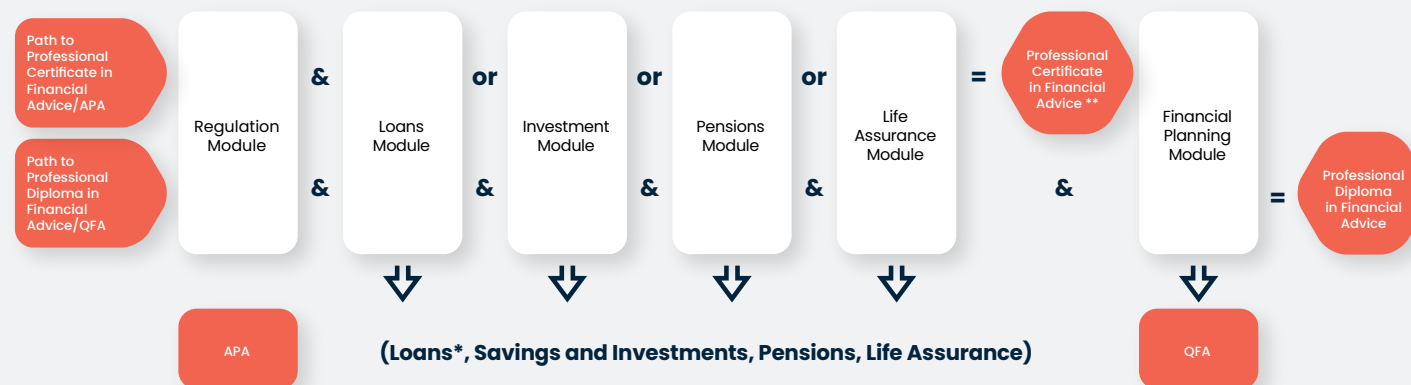 Path to
Professional
Certificate in
Financial
Advice/APA
Path to
Professional
Diploma in
Financial
Advice/QFA
Regulation
Module
&
&
Loans
Module
or
&
Investment
Module
or
&
Pensions
Module
or
&
Life
Assurance
Module
=
Professional
Certificate
in Financial
Advice **
&
Financial
Planning
Module
=
Professional
Diploma
in Financial
Advice
APA
(Loans*, Savings and Investments, Pensions, Life Assurance)
QFA